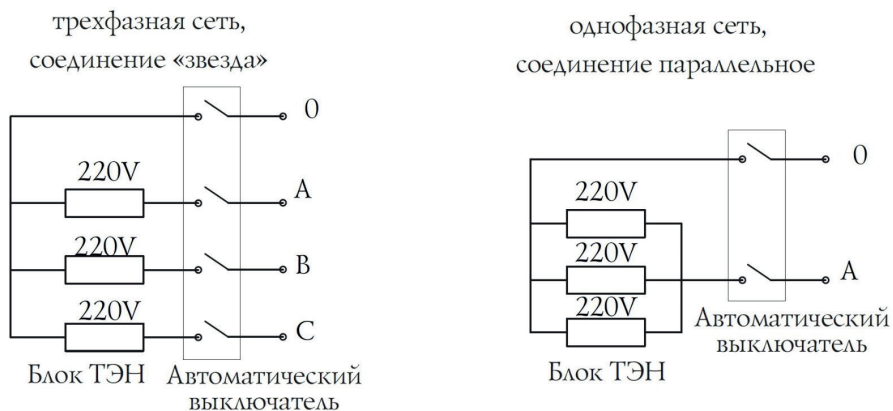 трехфазная сеть,
соединение «звезда»
0
220V
A
220V
B
220V
C
Блок ТЭН
Автоматический
выключатель
однофазная сеть,
соединение параллельное
0
220V
220V
A
220V
Автоматический
выключатель
Блок ТЭН